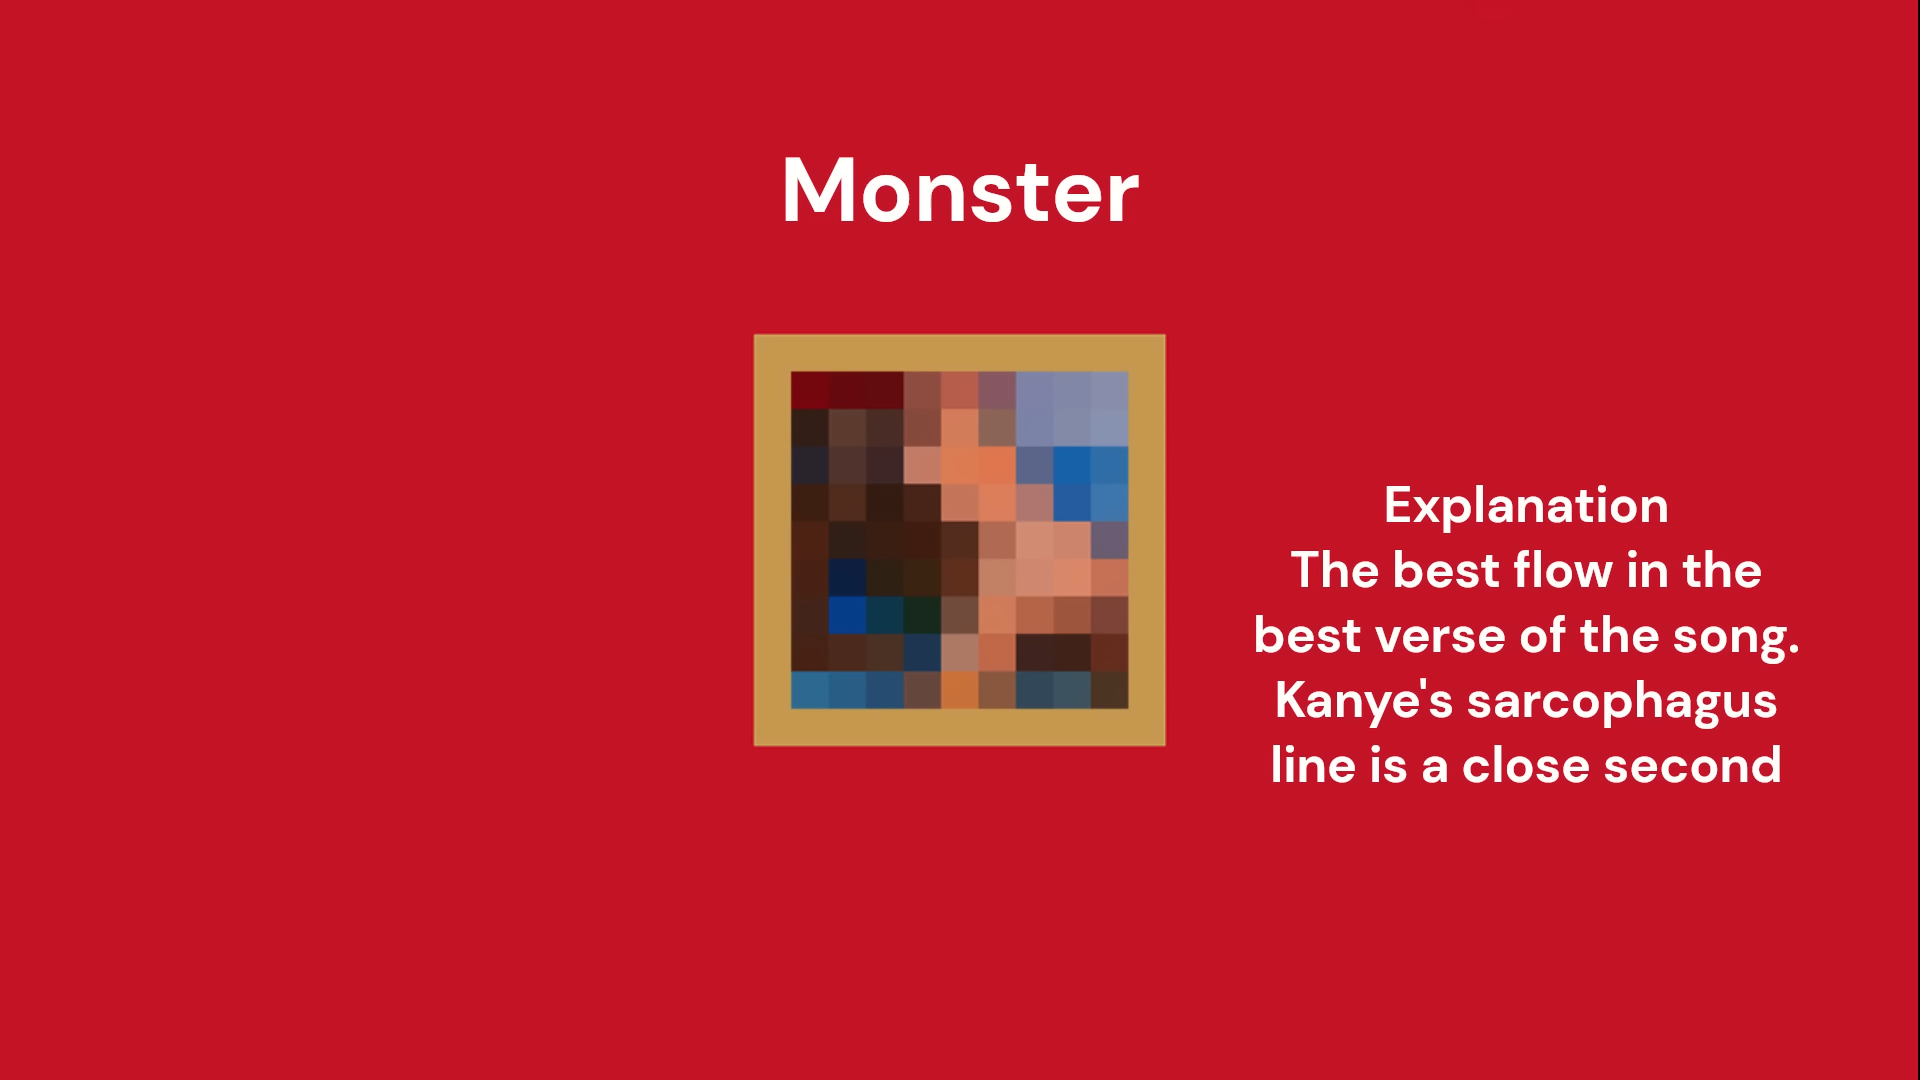 Monster
Explanation
The best flow in the
best verse of the song.
Kanye's sarcophagus
line is a close second